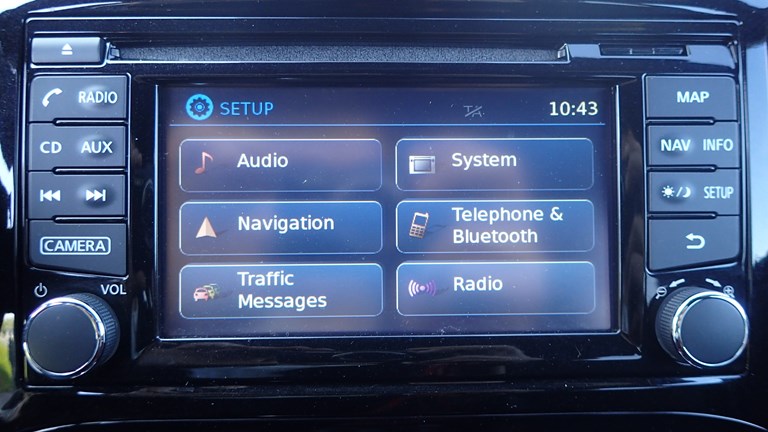 RADIO
CD AUX
CAMERA
VOL
SETUP
TA
10:43
Audio
System
Navigation
Telephone &
Bluetooth
Traffic
Messages
Radio
MAP
NAV INFO
SETUP